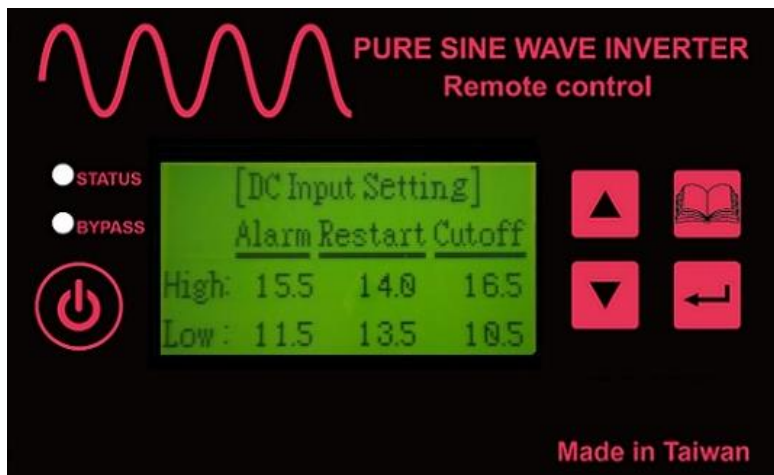 PURE SINE WAVE INVERTER
Remote control
STATUS
BYPASS
[DC Input Setting]
Alarm Restart Cutoff
High: 15.5 14.0 16.5
Low : 11.5 13.5 10.5
Made in Taiwan